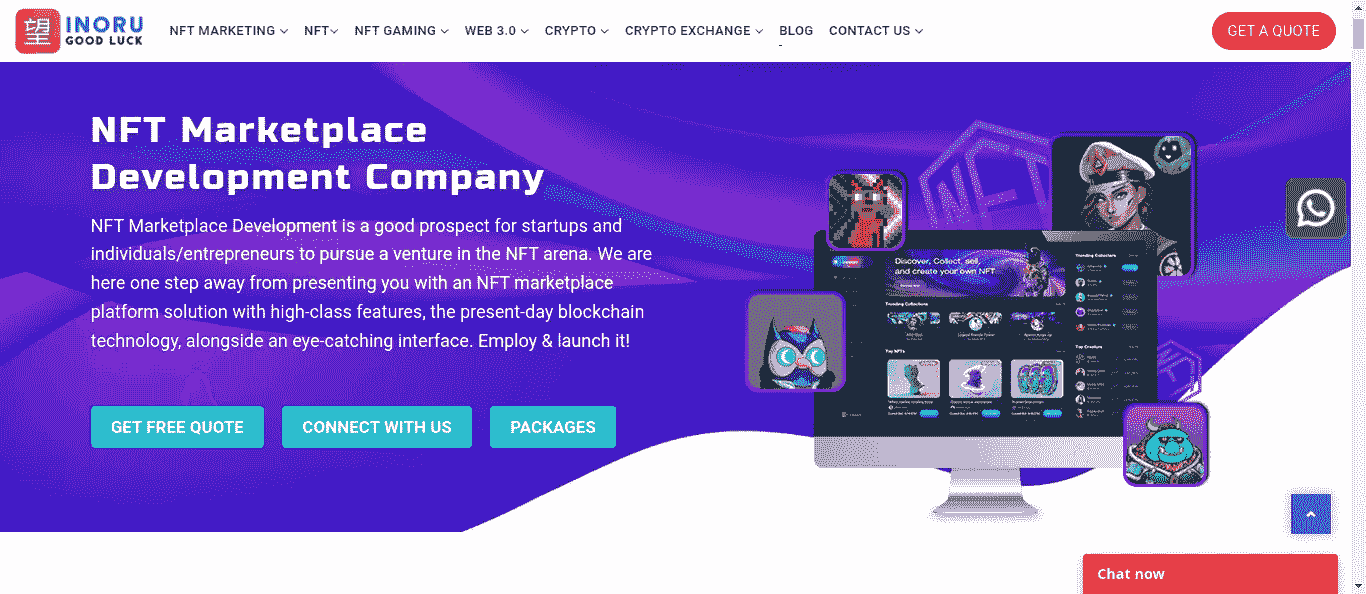 望 INORU
GOOD LUCK
NFT MARKETING NFT NFT GAMING WEB 3.0 CRYPTO CRYPTO EXCHANGE BLOG CONTACT US
GET A QUOTE
NFT Marketplace
Development Company
NFT Marketplace Development is a good prospect for startups and
individuals/entrepreneurs to pursue a venture in the NFT arena. We are
here one step away from presenting you with an NFT marketplace
platform solution with high-class features, the present-day blockchain
technology, alongside an eye-catching interface. Employ & launch it!
GET FREE QUOTE CONNECT WITH US PACKAGES
NFT
Discover, Collect, sell,
and create your own NFT
Trending Collections
Trending Collectors
Top NFTs
Top Creators
Chat now